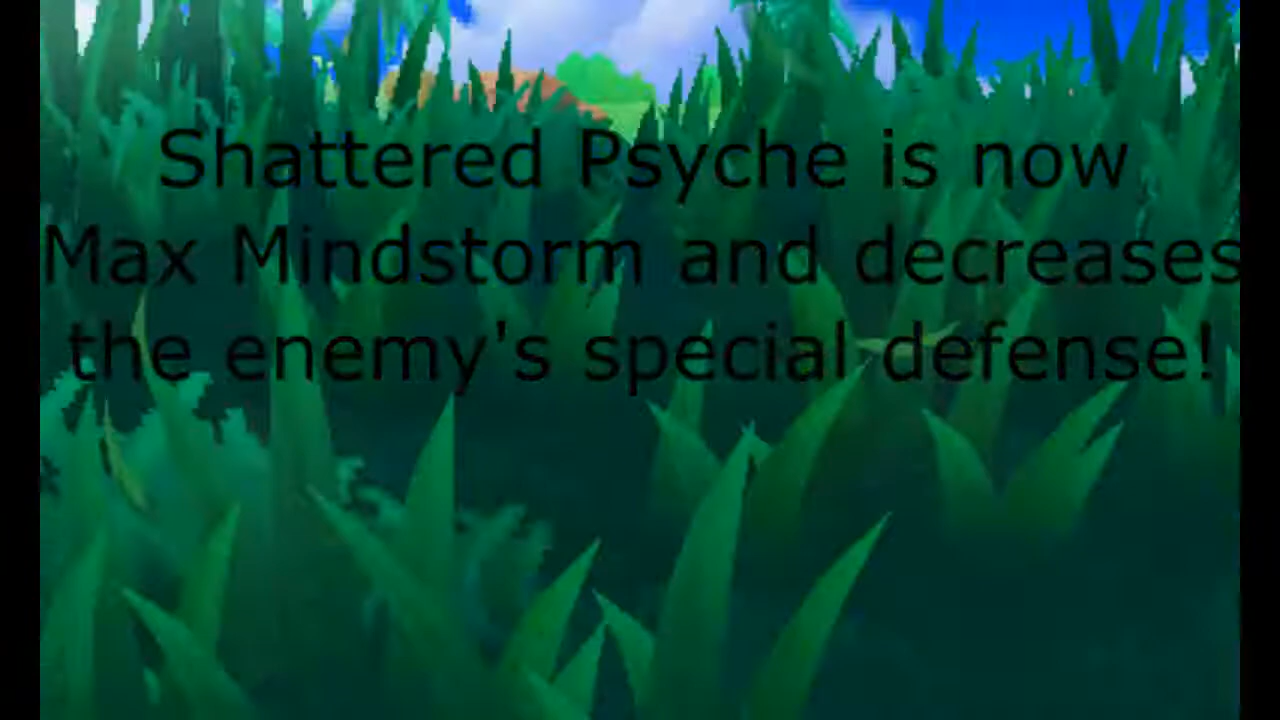 Shattered Psyche is now
Max Mindstorm and decreases
the enemy's special defense!